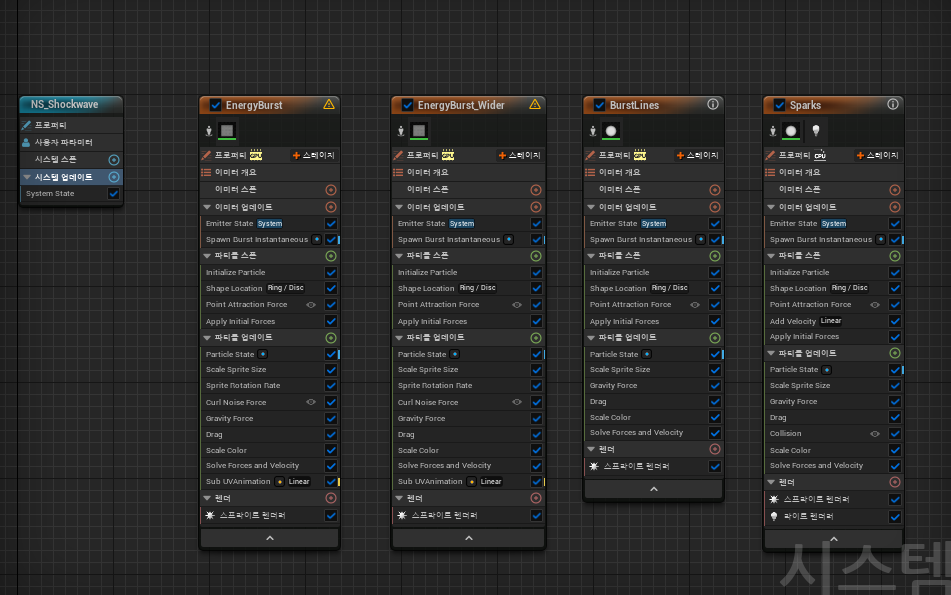 NS_Shockwave
프로퍼티
사용자 파라미터
시스템 스폰
시스템 업데이트
System State
EnergyBurst
프로퍼티 GPU + 스테이지
이미터 개요
이미터 스폰
이미터 업데이트
Emitter State System
Spawn Burst Instantaneous
파티클 스폰
Initialize Particle
Shape Location Ring / Disc
Point Attraction Force
Apply Initial Forces
파티클 업데이트
Particle State
Scale Sprite Size
Sprite Rotation Rate
Curl Noise Force
Gravity Force
Drag
Scale Color
Solve Forces and Velocity
Sub UVAnimation Linear
렌더
스프라이트 렌더러
EnergyBurst_Wider
프로퍼티 GPU + 스테이지
이미터 개요
이미터 스폰
이미터 업데이트
Emitter State System
Spawn Burst Instantaneous
파티클 스폰
Initialize Particle
Shape Location Ring / Disc
Point Attraction Force
Apply Initial Forces
파티클 업데이트
Particle State
Scale Sprite Size
Sprite Rotation Rate
Curl Noise Force
Gravity Force
Drag
Scale Color
Solve Forces and Velocity
Sub UVAnimation Linear
렌더
스프라이트 렌더러
BurstLines
프로퍼티 GPU + 스테이지
이미터 개요
이미터 스폰
이미터 업데이트
Emitter State System
Spawn Burst Instantaneous
파티클 스폰
Initialize Particle
Shape Location Ring / Disc
Point Attraction Force
Apply Initial Forces
파티클 업데이트
Particle State
Scale Sprite Size
Gravity Force
Drag
Scale Color
Solve Forces and Velocity
렌더
스프라이트 렌더러
Sparks
프로퍼티 CPU + 스테이지
이미터 개요
이미터 스폰
이미터 업데이트
Emitter State System
Spawn Burst Instantaneous
파티클 스폰
Initialize Particle
Shape Location Ring / Disc
Point Attraction Force
Add Velocity Linear
Apply Initial Forces
파티클 업데이트
Particle State
Scale Sprite Size
Gravity Force
Drag
Collision
Scale Color
Solve Forces and Velocity
렌더
스프라이트 렌더러
라이트 렌더러
시스템